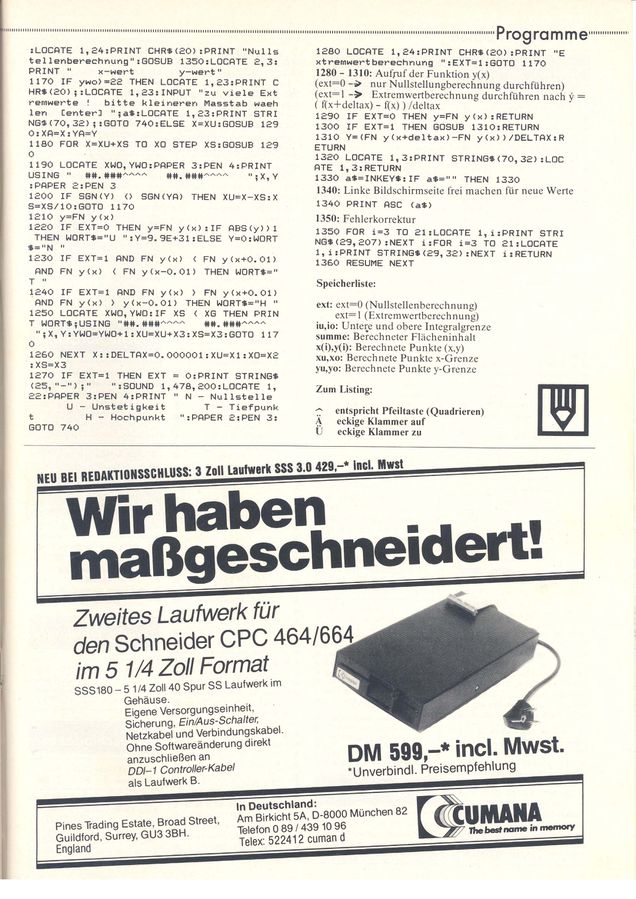 Programme
:LOCATE 1,24:PRINT CHR$(20):PRINT "Nulls
tellenberechnung":GOSUB 1350:LOCATE 2,3:
PRINT "     x-wert      y-wert"
1170 IF ywo)=22 THEN LOCATE 1,23:PRINT C
HR$(20);:LOCATE 1,23:INPUT "zu viele Ext
remwerte !  bitte kleineren Masstab waeh
len [enter] ";a$:LOCATE 1,23:PRINT STRI
NG$(70,32);:GOTO 740:ELSE X=XU:GOSUB 129
0:XA=X:YA=Y
1180 FOR X=XU+XS TO XO STEP XS:GOSUB 129
0
1190 LOCATE XWO,YWO:PAPER 3:PEN 4:PRINT
USING "  ##.###^^^^  ##.###^^^^  ";X,Y
:PAPER 2:PEN 3
1200 IF SGN(Y) () SGN(YA) THEN XU=X-XS:X
S=XS/10:GOTO 1170
1210 y=FN y(x)
1220 IF EXT=0 THEN y=FN y(x):IF ABS(y))1
THEN WORT$="U ":Y=9.9E+31:ELSE Y=0:WORT
$="N "
1230 IF EXT=1 AND FN y(x) ( FN y(x+0.01)
AND FN y(x) ( FN y(x-0.01) THEN WORT$="
T "
1240 IF EXT=1 AND FN y(x) ) FN y(x+0.01)
AND FN y(x) ) y(x-0.01) THEN WORT$="H "
1250 LOCATE XWO,YWO:IF XS ( XG THEN PRIN
T WORT$;USING "##.###^^^^  ##.###^^^^
";X,Y:YWO=YWO+1:XU=XU+X3:XS=X3:GOTO 117
0
1260 NEXT X::DELTAX=0.000001:XU=X1:XO=X2
:XS=X3
1270 IF EXT=1 THEN EXT = 0:PRINT STRING$
(25,"-");"     ":SOUND 1,478,200:LOCATE 1,
22:PAPER 3:PEN 4:PRINT " N - Nullstelle
U - Unstetigkeit      T - Tiefpunk
t       H - Hochpunkt  ":PAPER 2:PEN 3:
GOTO 740
1280 LOCATE 1,24:PRINT CHR$(20):PRINT "E
xtremwertberechnung ":EXT=1:GOTO 1170
1280 – 1310: Aufruf der Funktion y(x)
(ext=0 –> nur Nullstellungberechnung durchführen)
(ext=1 –> Extremwertberechnung durchführen nach ẏ =
( f(x+deltax) – f(x) ) /deltax
1290 IF EXT=0 THEN y=FN y(x):RETURN
1300 IF EXT=1 THEN GOSUB 1310:RETURN
1310 Y=(FN y(x+deltax)-FN y(x))/DELTAX:R
ETURN
1320 LOCATE 1,3:PRINT STRING$(70,32):LOC
ATE 1,3:RETURN
1330 a$=INKEY$:IF a$="" THEN 1330
1340: Linke Bildschirmseite frei machen für neue Werte
1340 PRINT ASC (a$)
1350: Fehlerkorrektur
1350 FOR i=3 TO 21:LOCATE 1,i:PRINT STRI
NG$(29,207):NEXT i:FOR i=3 TO 21:LOCATE
1,i:PRINT STRING$(29,32):NEXT i:RETURN
1360 RESUME NEXT
Speicherliste:
ext: ext=0 (Nullstellenberechnung)
ext=1 (Extremwertberechnung)
iu,io: Untere und obere Integralgrenze
summe: Berechneter Flächeninhalt
x(i),y(i): Berechnete Punkte (x,y)
xu,xo: Berechnete Punkte x-Grenze
yu,yo: Berechnete Punkte y-Grenze
Zum Listing:
^ entspricht Pfeiltaste (Quadrieren)
Ä eckige Klammer auf
Ü eckige Klammer zu
NEU BEI REDAKTIONSSCHLUSS: 3 Zoll Laufwerk SSS 3.0 429,–* incl. Mwst
Wir haben
maßgeschneidert!
Zweites Laufwerk für
den Schneider CPC 464/664
im 5 1/4 Zoll Format
SSS180 – 5 1/4 Zoll 40 Spur SS Laufwerk im
Gehäuse.
Eigene Versorgungseinheit,
Sicherung, Ein/Aus-Schalter,
Netzkabel und Verbindungskabel.
Ohne Softwareänderung direkt
anzuschließen an
DDI–1 Controller-Kabel
als Laufwerk B.
DM 599,–* incl. Mwst.
*Unverbindl. Preisempfehlung
Pines Trading Estate, Broad Street,
Guildford, Surrey, GU3 3BH.
England
In Deutschland:
Am Birkicht 5A, D-8000 München 82
Telefon 0 89 / 439 10 96
Telex: 522412 cuman d
CUMANA
The best name in memory